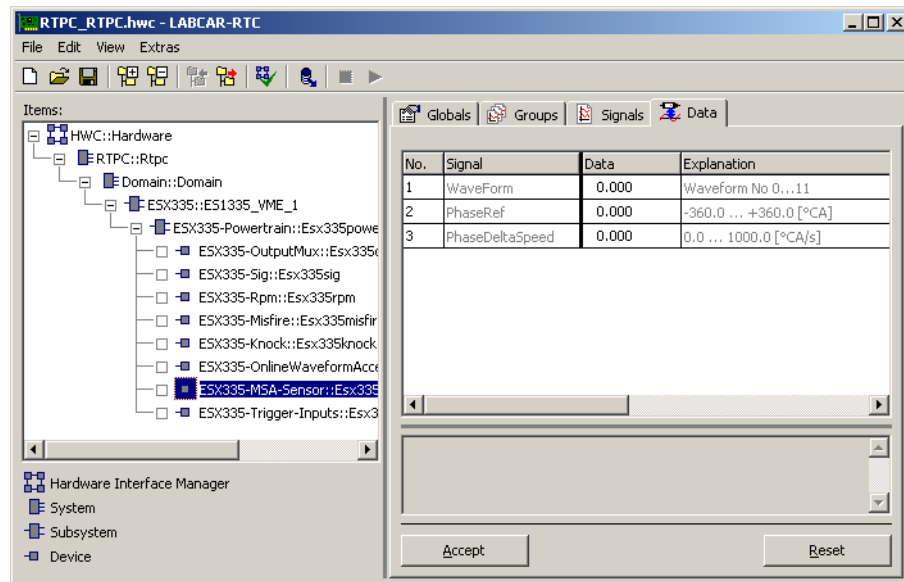 RTPC_RTPC.hwc - LABCAR-RTC
File Edit View Extras
Items:
HWC::Hardware
RTPC::Rtpc
Domain::Domain
ESX335::ES1335_VME_1
ESX335-Powertrain::Esx335powe
ESX335-OutputMux::Esx335o
ESX335-Sig::Esx335sig
ESX335-Rpm::Esx335rpm
ESX335-Misfire::Esx335misfir
ESX335-Knock::Esx335knock
ESX335-OnlineWaveformAcce
ESX335-MSA-Sensor::Esx335
ESX335-Trigger-Inputs::Esx3
Hardware Interface Manager
System
Subsystem
Device
Globals Groups Signals Data
No. Signal Data Explanation
1 WaveForm 0.000 Waveform No 0...11
2 PhaseRef 0.000 -360.0 ... +360.0 [°CA]
3 PhaseDeltaSpeed 0.000 0.0 ... 1000.0 [°CA/s]
Accept Reset